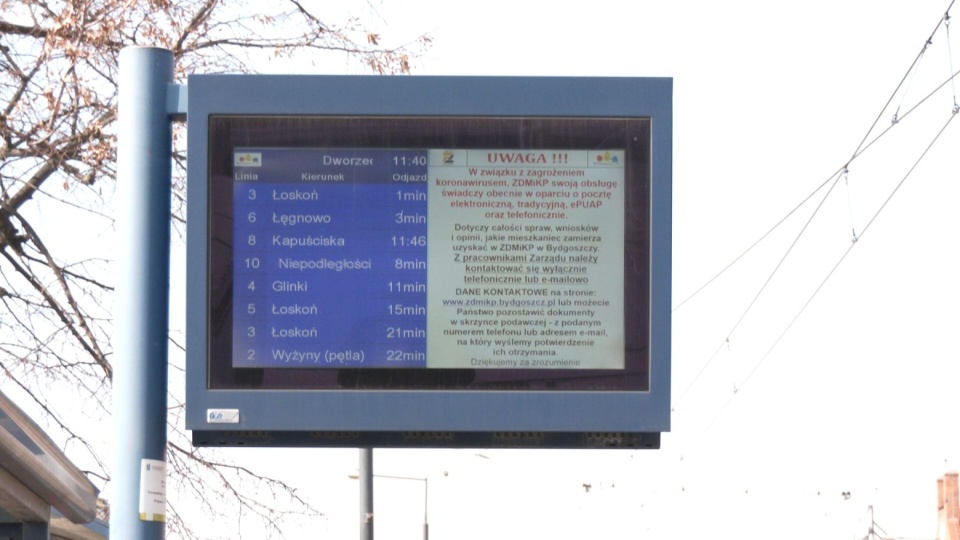 Dworzec 11:40
Linia Kierunek Odjazd
3 Łoskoń 1min
6 Łęgnowo 3min
8 Kapuściska 11:46
10 Niepodległości 8min
4 Glinki 11min
5 Łoskoń 15min
3 Łoskoń 21min
2 Wyżyny (pętla) 22min
UWAGA !!!
W związku z zagrożeniem
koronawirusem, ZDMiKP swoją obsługę
świadczy obecnie w oparciu o pocztę
elektroniczną, tradycyjną, ePUAP
oraz telefonicznie.
Dotyczy całości spraw, wniosków
i opinii, jakie mieszkaniec zamierza
uzyskać w ZDMiKP w Bydgoszczy.
Z pracownikami Zarządu należy
kontaktować się wyłącznie
telefonicznie lub e-mailowo
DANE KONTAKTOWE na stronie:
www.zdmikp.bydgoszcz.pl lub możecie
Państwo pozostawić dokumenty
w skrzynce podawczej - z podanym
numerem telefonu lub adresem e-mail,
na który wyślemy potwierdzenie
ich otrzymania.
Dziękujemy za zrozumienie